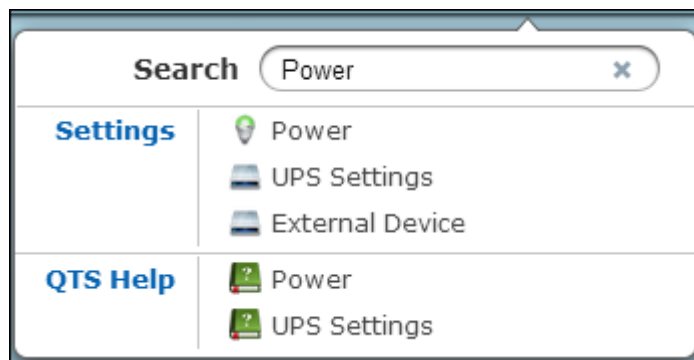 Search Power
Settings Power
UPS Settings
External Device
QTS Help Power
UPS Settings